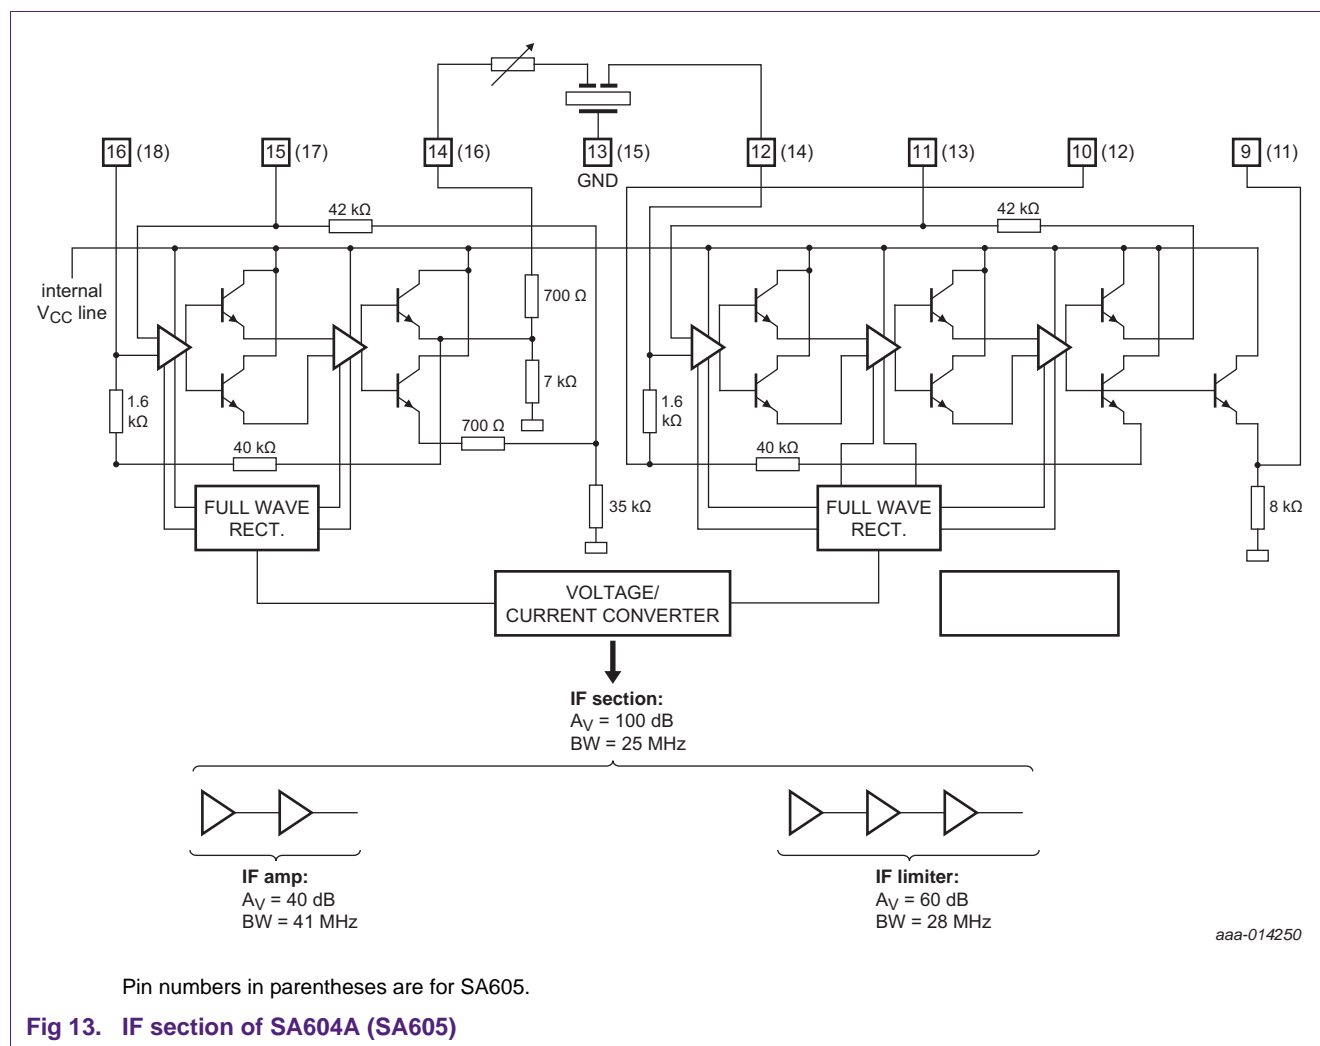 16 (18) 15 (17) 14 (16) 13 (15) 12 (14) 11 (13) 10 (12) 9 (11)
GND
42 kΩ 42 kΩ
internal
VCC line
700 Ω
7 kΩ
1.6
kΩ
700 Ω
40 kΩ
1.6
kΩ
40 kΩ
35 kΩ
8 kΩ
FULL WAVE
RECT.
FULL WAVE
RECT.
VOLTAGE/
CURRENT CONVERTER
IF section:
AV = 100 dB
BW = 25 MHz
IF amp:
AV = 40 dB
BW = 41 MHz
IF limiter:
AV = 60 dB
BW = 28 MHz
aaa-014250
Pin numbers in parentheses are for SA605.
Fig 13. IF section of SA604A (SA605)